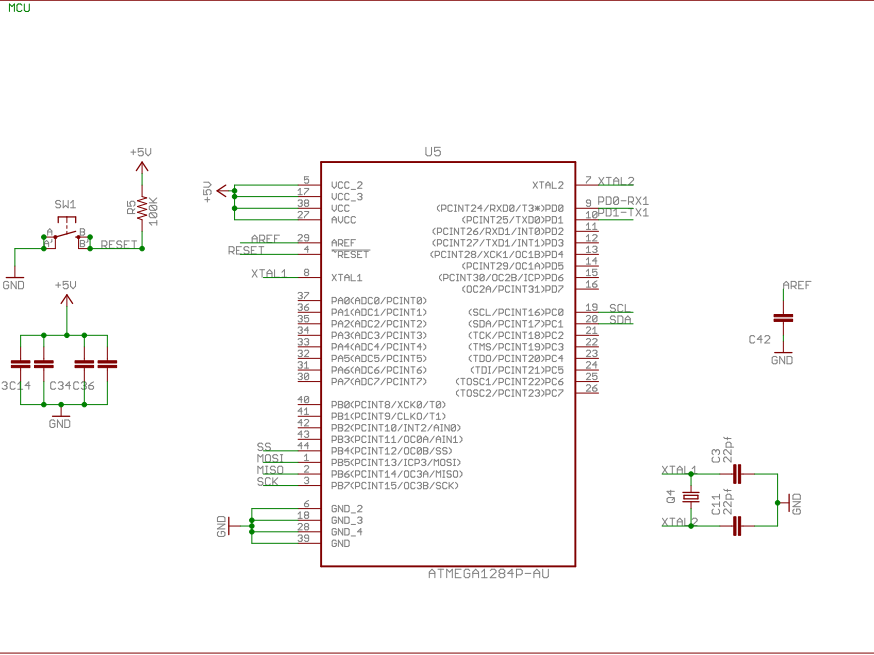 MCU
+5V
SW1
A
B
A'
B'
RESET
R5
100K
GND
+5V
3C14
C34C36
GND
U5
+5V
5
17
38
27
AREF
29
RESET
4
XTAL1
8
37
36
35
34
33
32
31
30
40
41
42
43
SS
44
MOSI
1
MISO
2
SCK
3
6
18
28
39
GND
VCC_2
VCC_3
VCC
AVCC
AREF
*RESET
XTAL1
PA0(ADC0/PCINT0)
PA1(ADC1/PCINT1)
PA2(ADC2/PCINT2)
PA3(ADC3/PCINT3)
PA4(ADC4/PCINT4)
PA5(ADC5/PCINT5)
PA6(ADC6/PCINT6)
PA7(ADC7/PCINT7)
PB0(PCINT8/XCK0/T0)
PB1(PCINT9/CLKO/T1)
PB2(PCINT10/INT2/AIN0)
PB3(PCINT11/OC0A/AIN1)
PB4(PCINT12/OC0B/SS)
PB5(PCINT13/ICP3/MOSI)
PB6(PCINT14/OC3A/MISO)
PB7(PCINT15/OC3B/SCK)
GND_2
GND_3
GND_4
GND
XTAL2
(PCINT24/RXD0/T3*)PD0
(PCINT25/TXD0)PD1
(PCINT26/RXD1/INT0)PD2
(PCINT27/TXD1/INT1)PD3
(PCINT28/XCK1/OC1B)PD4
(PCINT29/OC1A)PD5
(PCINT30/OC2B/ICP)PD6
(OC2A/PCINT31)PD7
(SCL/PCINT16)PC0
(SDA/PCINT17)PC1
(TCK/PCINT18)PC2
(TMS/PCINT19)PC3
(TDO/PCINT20)PC4
(TDI/PCINT21)PC5
(TOSC1/PCINT22)PC6
(TOSC2/PCINT23)PC7
7 XTAL2
9 PD0-RX1
10 PD1-TX1
11
12
13
14
15
16
19 SCL
20 SDA
21
22
23
24
25
26
ATMEGA1284P-AU
AREF
C42
GND
XTAL1
XTAL2
Q4
C3
22pf
C11
22pf
GND